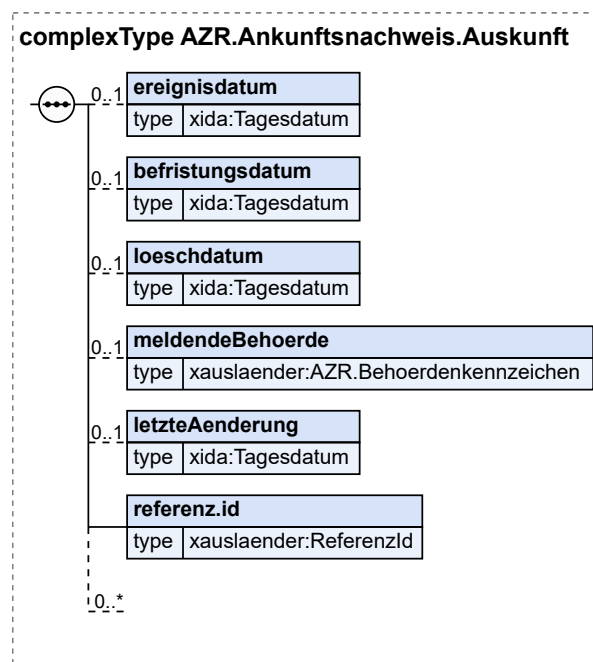 complexType AZR.Ankunftsnachweis.Auskunft
0..1 ereignisdatum
type xida:Tagesdatum
0..1 befristungsdatum
type xida:Tagesdatum
0..1 loeschdatum
type xida:Tagesdatum
0..1 meldendeBehoerde
type xauslaender:AZR.Behoerdenkennzeichen
0..1 letzteAenderung
type xida:Tagesdatum
referenz.id
type xauslaender:ReferenzId
0..*